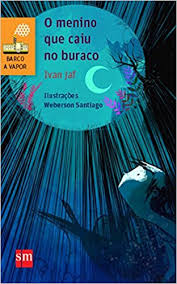 O menino
que caiu
no buraco
BARCO
A VAPOR
Ivan Jaf
Ilustrações
Weberson Santiago
sm